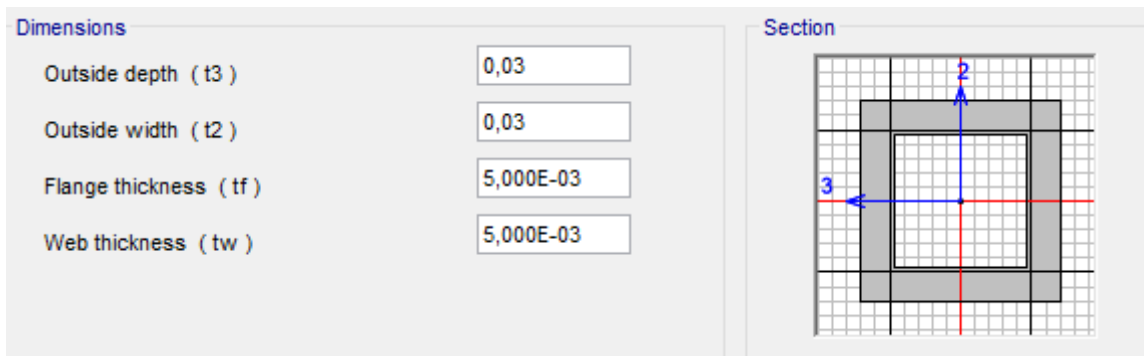 Dimensions
Outside depth ( t3 )
0,03
Outside width ( t2 )
0,03
Flange thickness ( tf )
5,000E-03
Web thickness ( tw )
5,000E-03
Section
2
3